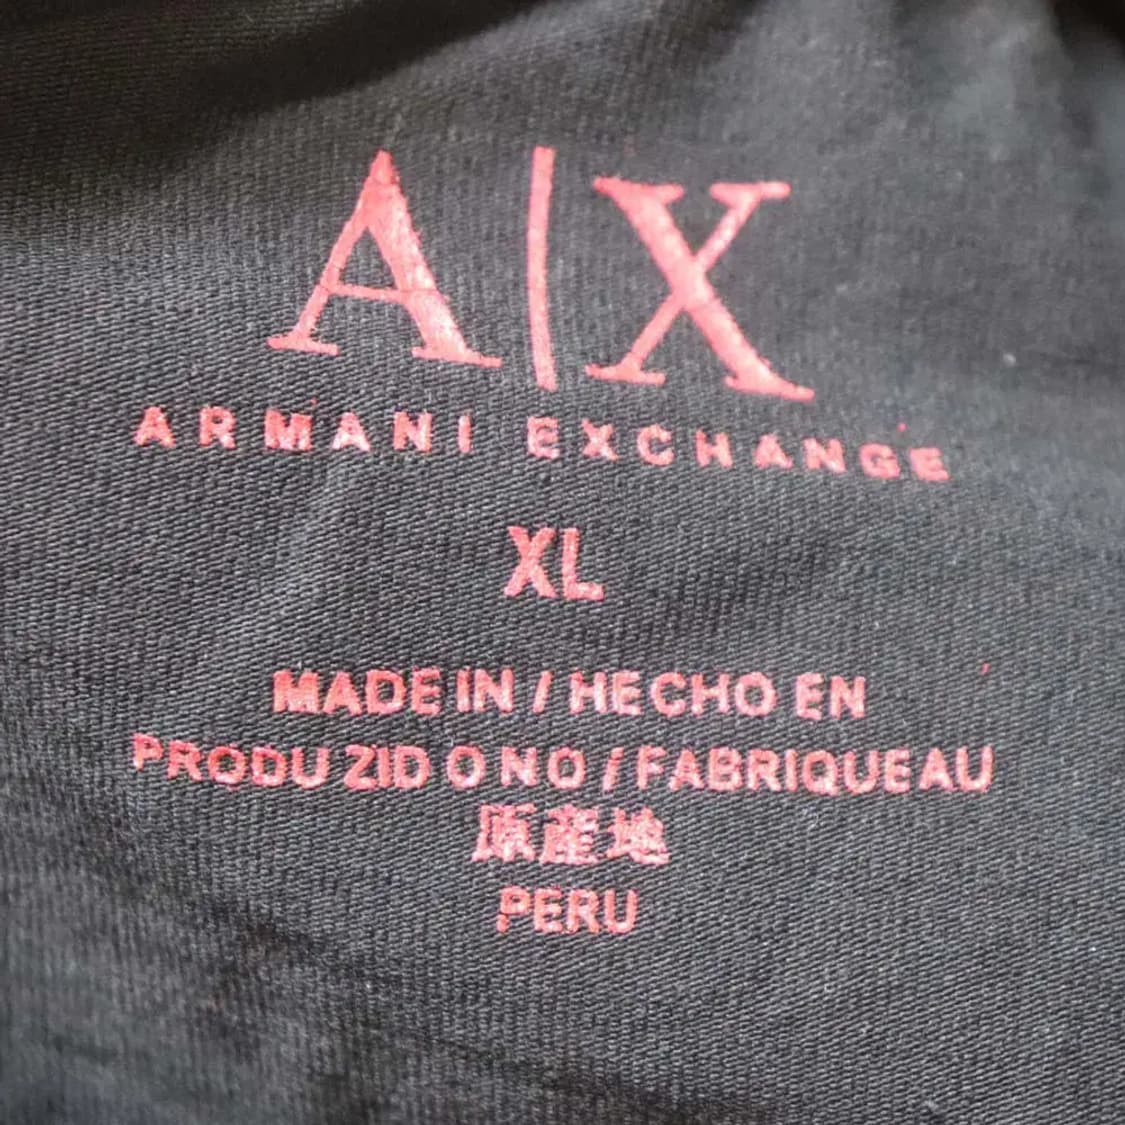 A|X
ARMANI EXCHANGE
XL
MADE IN / HECHO EN
PRODUZIDO NO / FABRIQUE AU
原産地
PERU